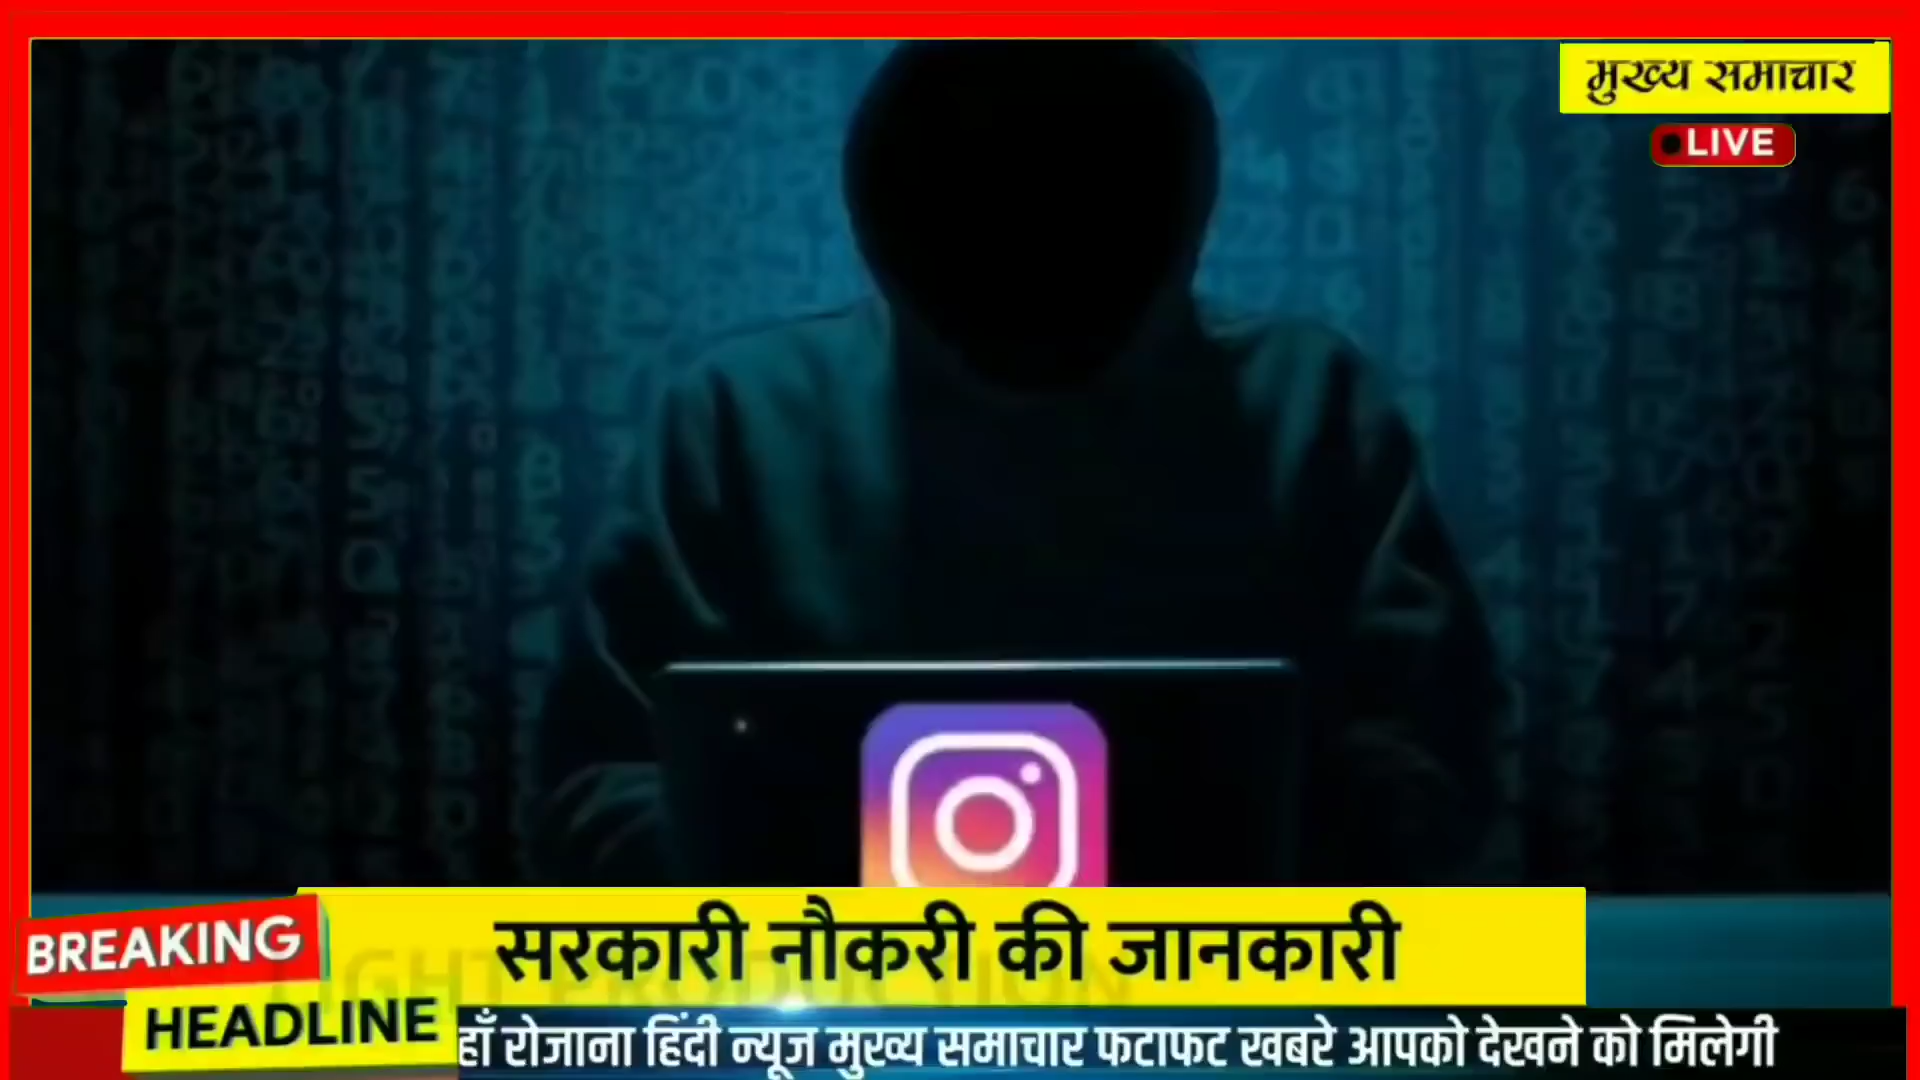 मुख्य समाचार
LIVE
BREAKING
सरकारी नौकरी की जानकारी
HEADLINE
हाँ रोजाना हिंदी न्यूज मुख्य समाचार फटाफट खबरे आपको देखने को मिलेगी